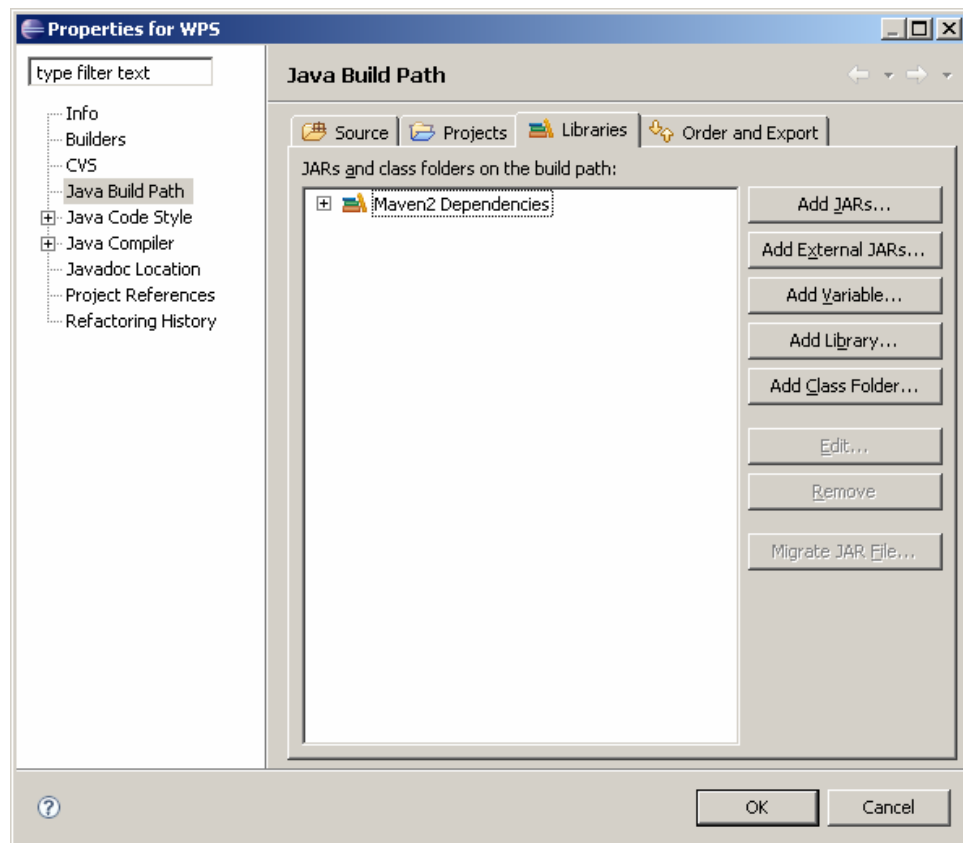 Properties for WPS
type filter text
Info
Builders
CVS
Java Build Path
Java Code Style
Java Compiler
Javadoc Location
Project References
Refactoring History
Java Build Path
Source
Projects
Libraries
Order and Export
JARs and class folders on the build path:
Maven2 Dependencies
Add JARs...
Add External JARs...
Add Variable...
Add Library...
Add Class Folder...
Edit...
Remove
Migrate JAR File...
?
OK
Cancel